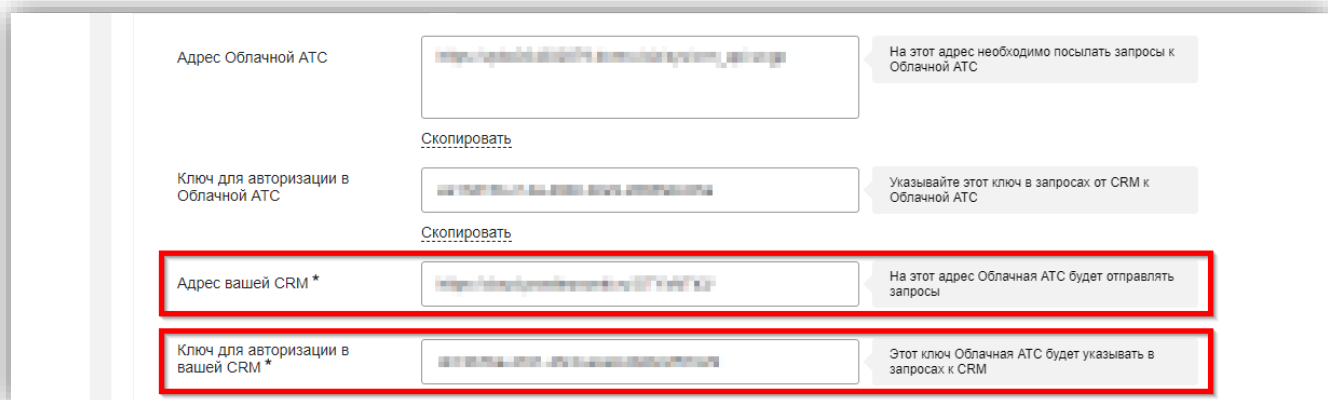 Адрес Облачной АТС
На этот адрес необходимо посылать запросы к
Облачной АТС
Скопировать
Ключ для авторизации в
Облачной АТС
Указывайте этот ключ в запросах от CRM к
Облачной АТС
Скопировать
Адрес вашей CRM *
На этот адрес Облачная АТС будет отправлять
запросы
Ключ для авторизации в
вашей CRM *
Этот ключ Облачная АТС будет указывать в
запросах к CRM